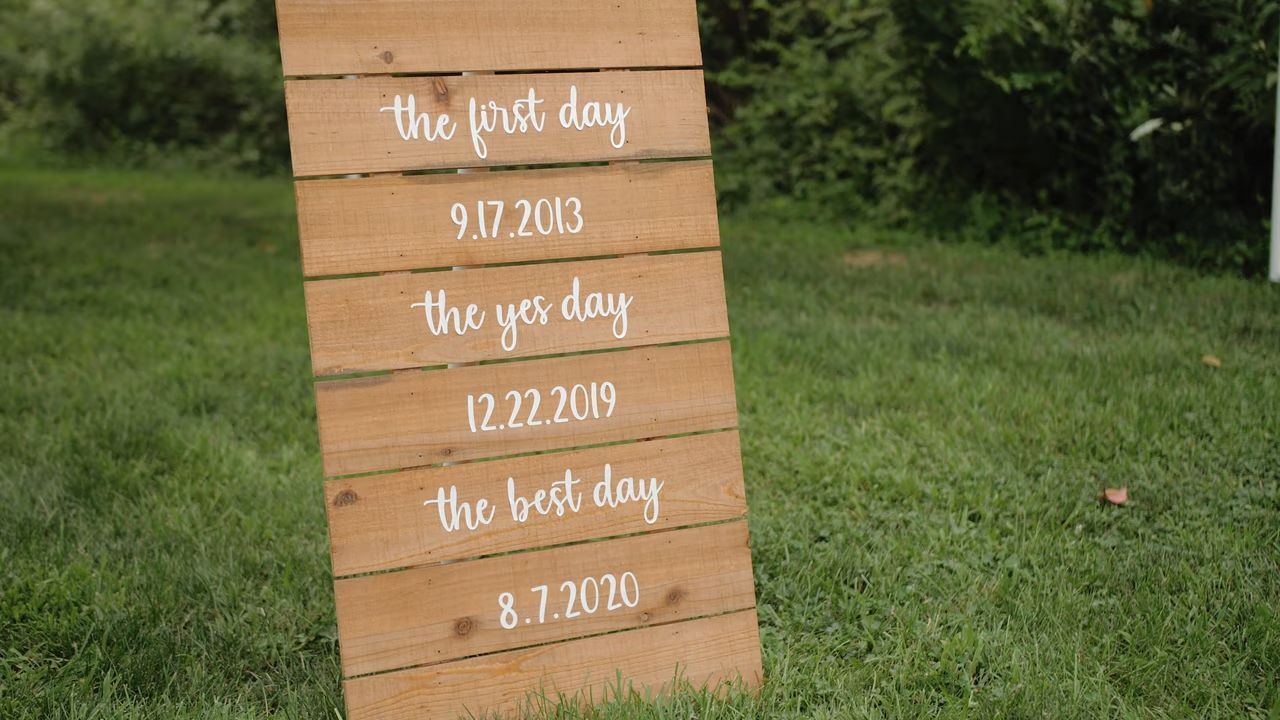 the first day
9.17.2013
the yes day
12.22.2019
the best day
8.7.2020